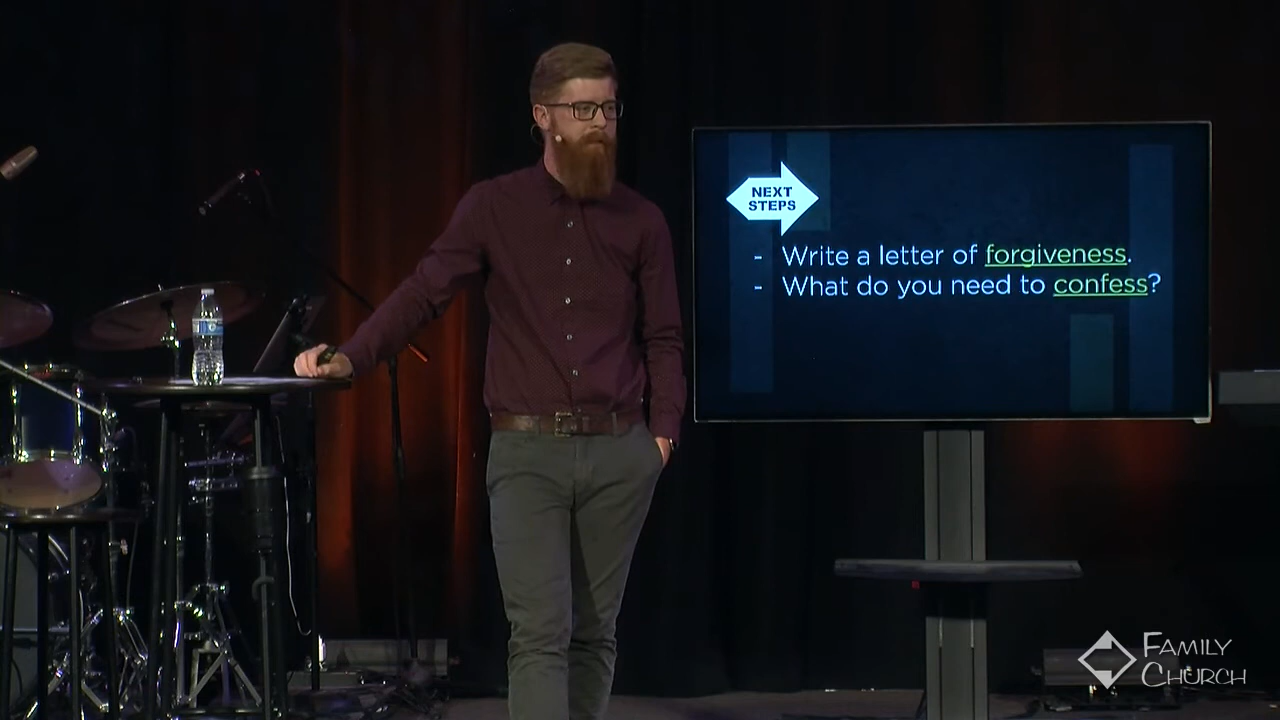 NEXT
STEPS
- Write a letter of forgiveness.
- What do you need to confess?
FAMILY
CHURCH